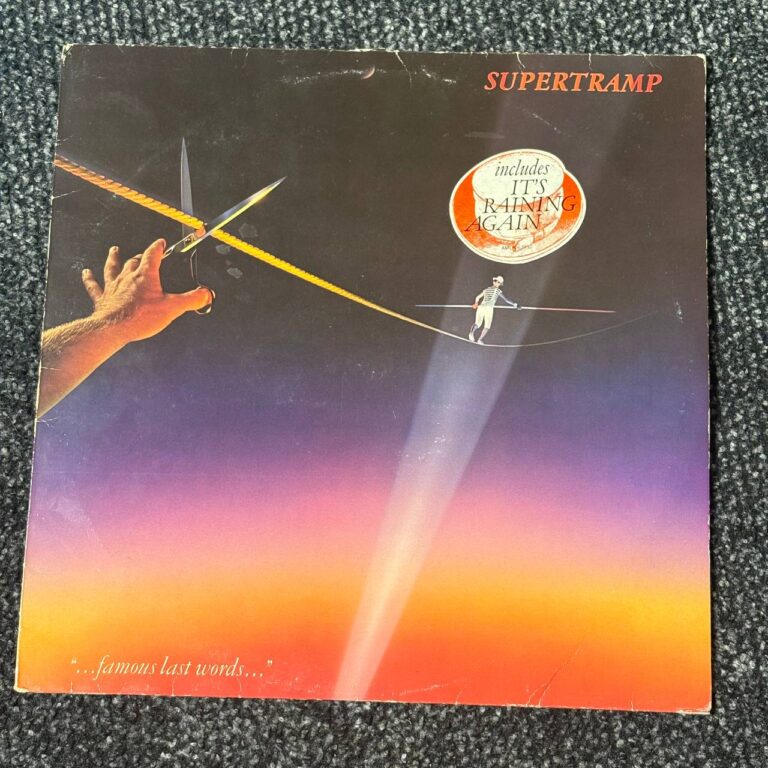 SUPERTRAMP
includes
IT'S
RAINING
AGAIN
"...famous last words..."